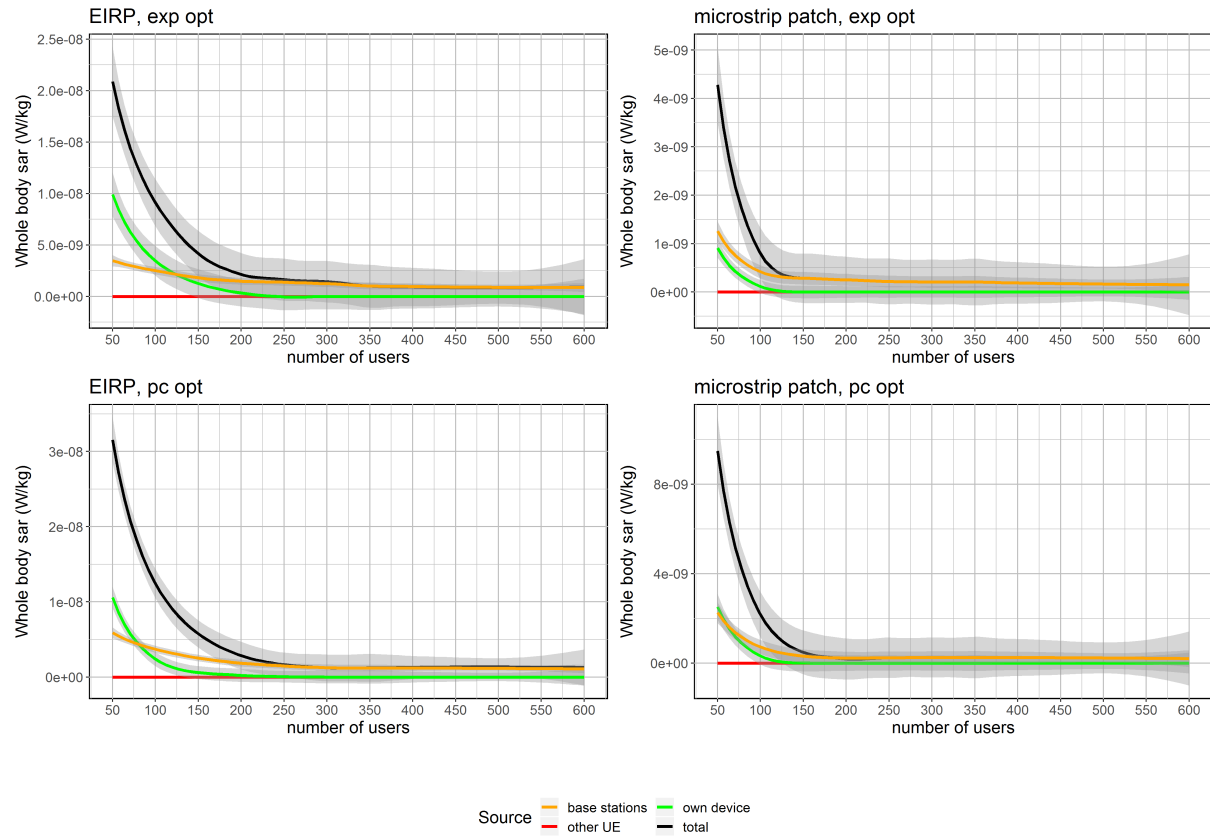 EIRP, exp opt
Whole body sar (W/kg)
2.5e-08
2.0e-08
1.5e-08
1.0e-08
5.0e-09
0.0e+00
50 100 150 200 250 300 350 400 450 500 550 600
number of users
microstrip patch, exp opt
Whole body sar (W/kg)
5e-09
4e-09
3e-09
2e-09
1e-09
0e+00
50 100 150 200 250 300 350 400 450 500 550 600
number of users
EIRP, pc opt
Whole body sar (W/kg)
3e-08
2e-08
1e-08
0e+00
50 100 150 200 250 300 350 400 450 500 550 600
number of users
microstrip patch, pc opt
Whole body sar (W/kg)
8e-09
4e-09
0e+00
50 100 150 200 250 300 350 400 450 500 550 600
number of users
Source
base stations
own device
other UE
total